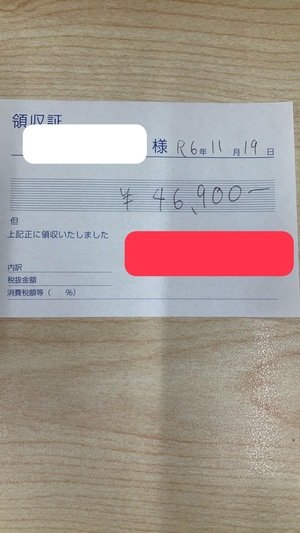 領収証
様 R6年11月19日
¥46,900-
但
上記正に領収いたしました
内訳
税抜金額
消費税額等（ %）